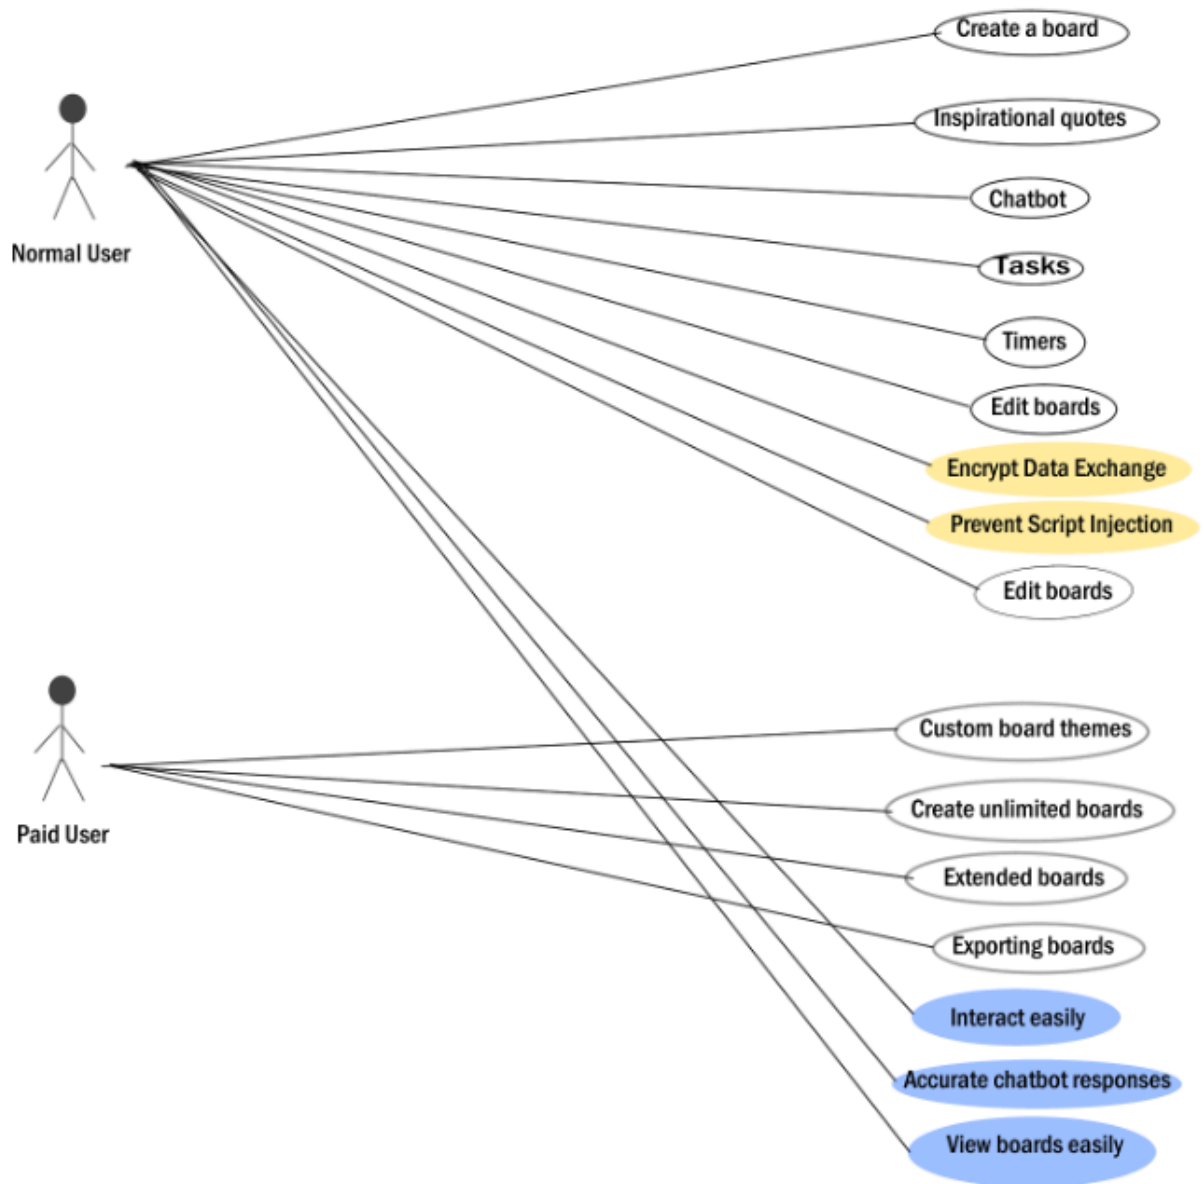 Create a board
Inspirational quotes
Chatbot
Normal User
Tasks
Timers
Edit boards
Encrypt Data Exchange
Prevent Script Injection
Edit boards
Custom board themes
Create unlimited boards
Paid User
Extended boards
Exporting boards
Interact easily
Accurate chatbot responses
View boards easily